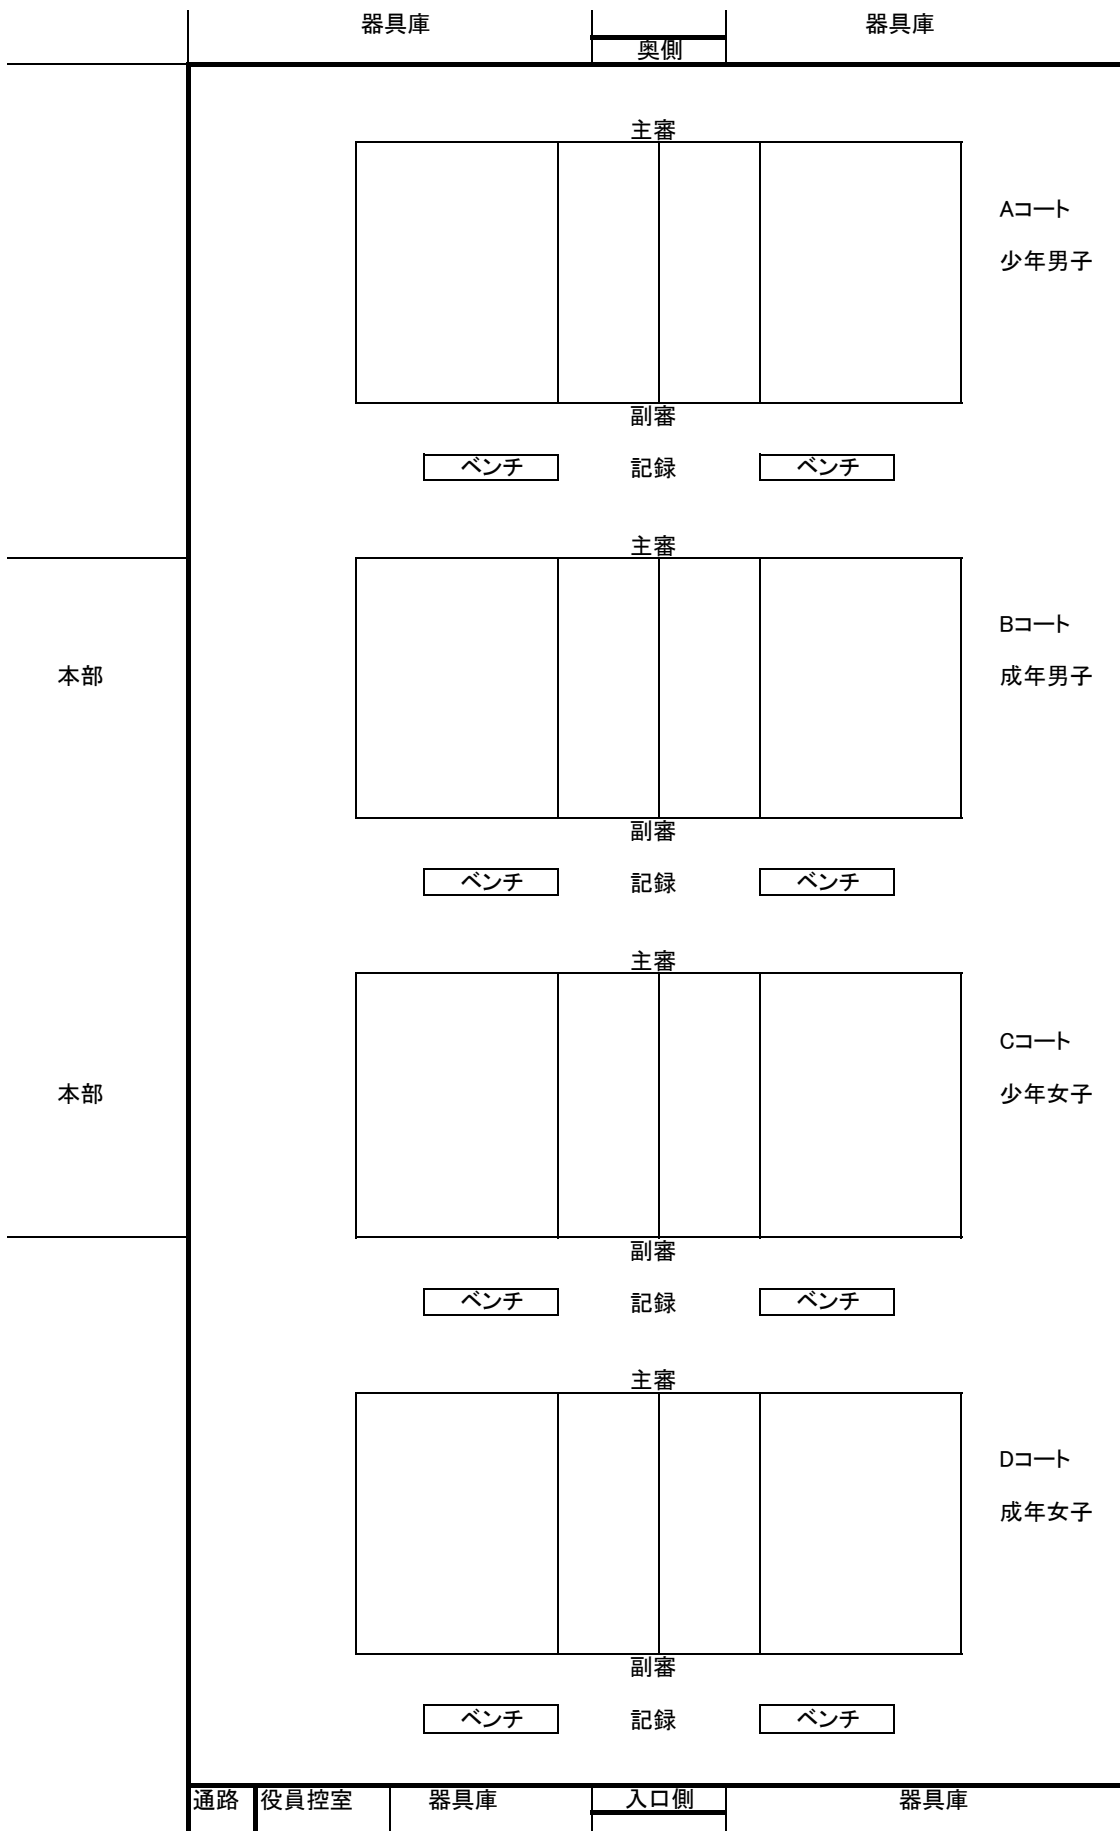 器具庫 器具庫
奥側
主審
Aコート
少年男子
副審
ベンチ 記録 ベンチ
主審
Bコート
本部 成年男子
副審
ベンチ 記録 ベンチ
主審
Cコート
本部 少年女子
副審
ベンチ 記録 ベンチ
主審
Dコート
成年女子
副審
ベンチ 記録 ベンチ
通路 役員控室 器具庫 入口側 器具庫